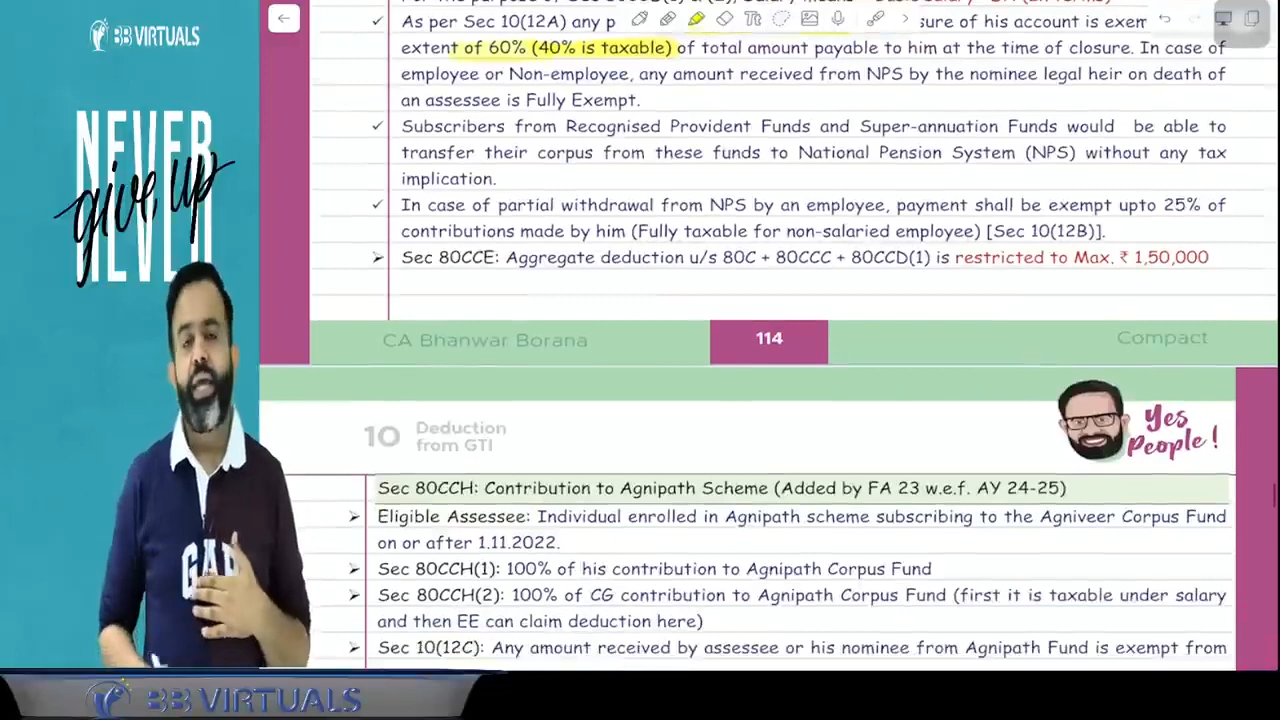 BB VIRTUALS
NEVER
give up
NEVER
As per Sec 10(12A) any p sure of his account is exem
extent of 60% (40% is taxable) of total amount payable to him at the time of closure. In case of
employee or Non-employee, any amount received from NPS by the nominee legal heir on death of
an assessee is Fully Exempt.
Subscribers from Recognised Provident Funds and Super-annuation Funds would be able to
transfer their corpus from these funds to National Pension System (NPS) without any tax
implication.
In case of partial withdrawal from NPS by an employee, payment shall be exempt upto 25% of
contributions made by him (Fully taxable for non-salaried employee) [Sec 10(12B)].
Sec 80CCE: Aggregate deduction u/s 80C + 80CCC + 80CCD(1) is restricted to Max. ₹ 1,50,000
CA Bhanwar Borana 114 Compact
10 Deduction
from GTI
Yes
People!
Sec 80CCH: Contribution to Agnipath Scheme (Added by FA 23 w.e.f. AY 24-25)
Eligible Assessee: Individual enrolled in Agnipath scheme subscribing to the Agniveer Corpus Fund
on or after 1.11.2022.
Sec 80CCH(1): 100% of his contribution to Agnipath Corpus Fund
Sec 80CCH(2): 100% of CG contribution to Agnipath Corpus Fund (first it is taxable under salary
and then EE can claim deduction here)
Sec 10(12C): Any amount received by assessee or his nominee from Agnipath Fund is exempt from
GAP
BB VIRTUALS